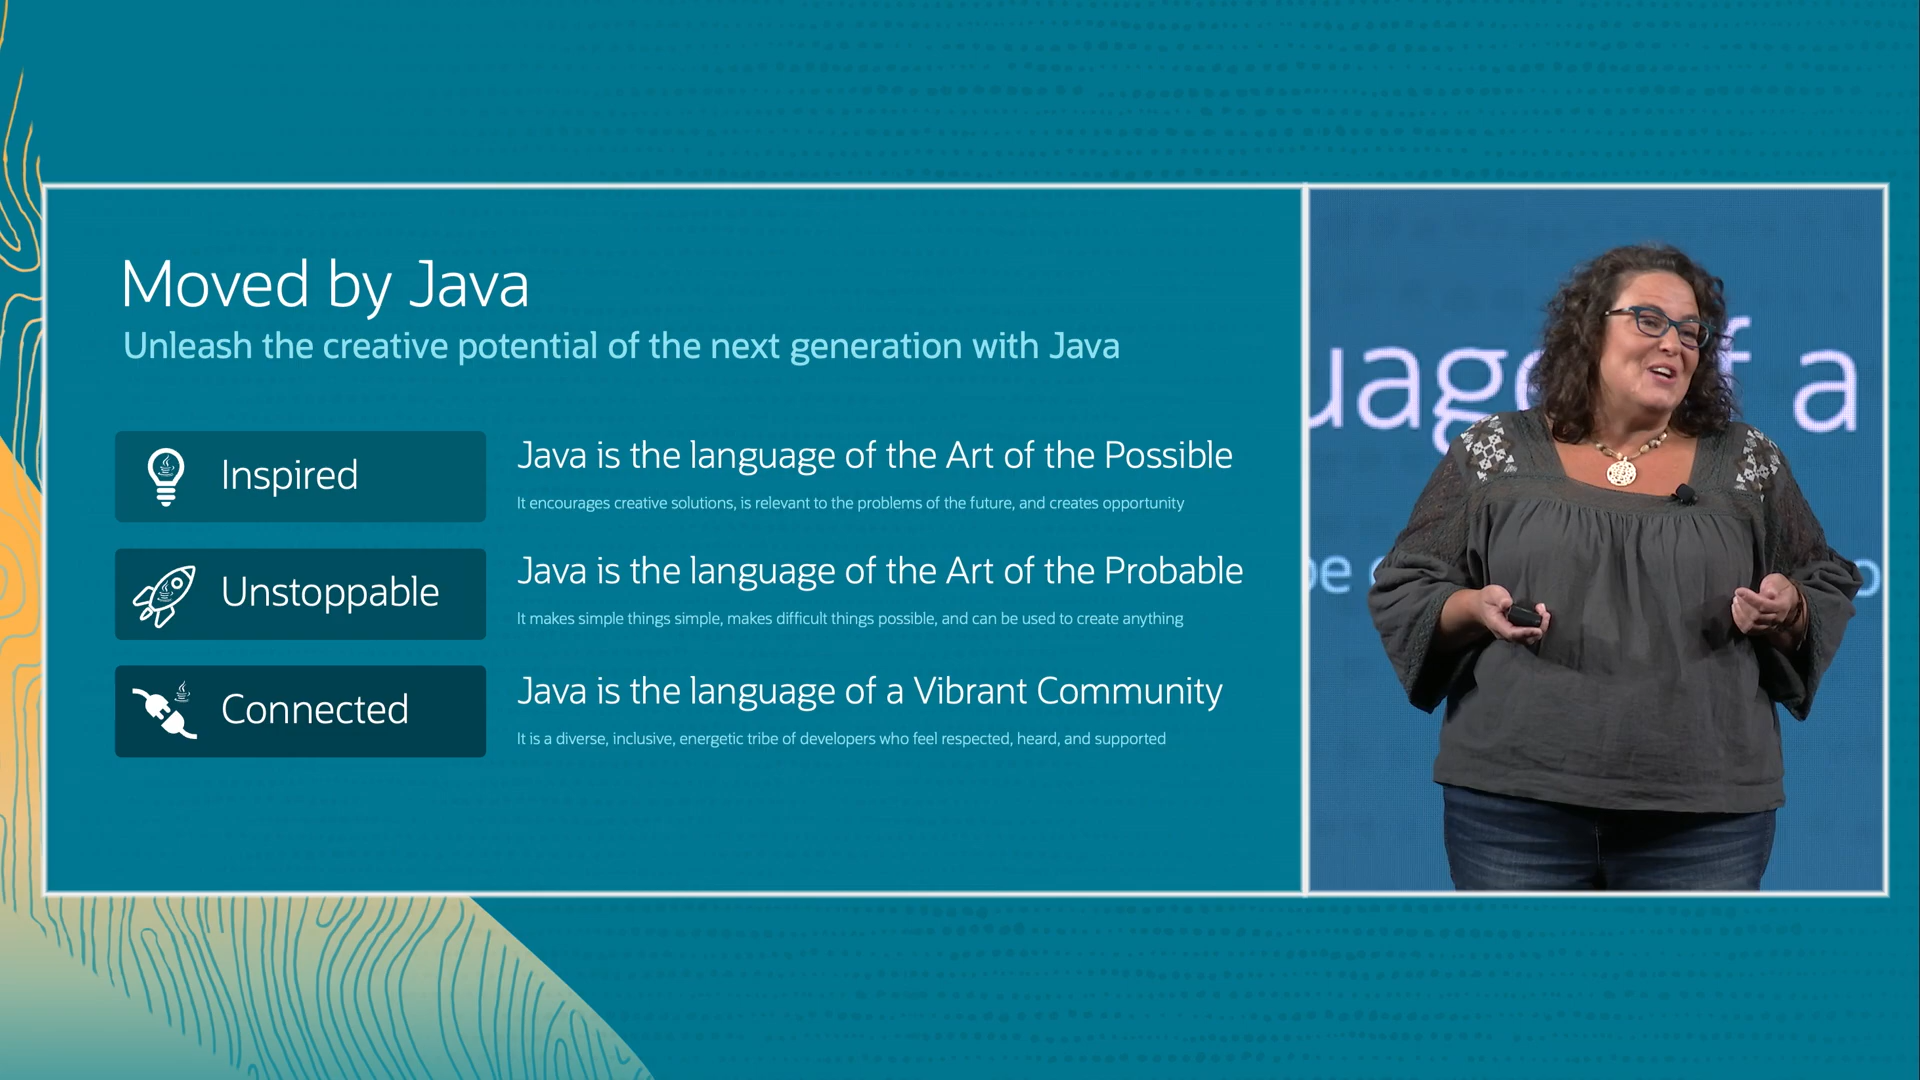 Moved by Java
Unleash the creative potential of the next generation with Java
Inspired
Java is the language of the Art of the Possible
It encourages creative solutions, is relevant to the problems of the future, and creates opportunity
Unstoppable
Java is the language of the Art of the Probable
It makes simple things simple, makes difficult things possible, and can be used to create anything
Connected
Java is the language of a Vibrant Community
It is a diverse, inclusive, energetic tribe of developers who feel respected, heard, and supported